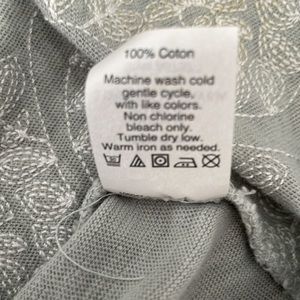 100% Coton
Machine wash cold
gentle cycle,
with like colors.
Non chlorine
bleach only.
Tumble dry low.
Warm iron as needed.